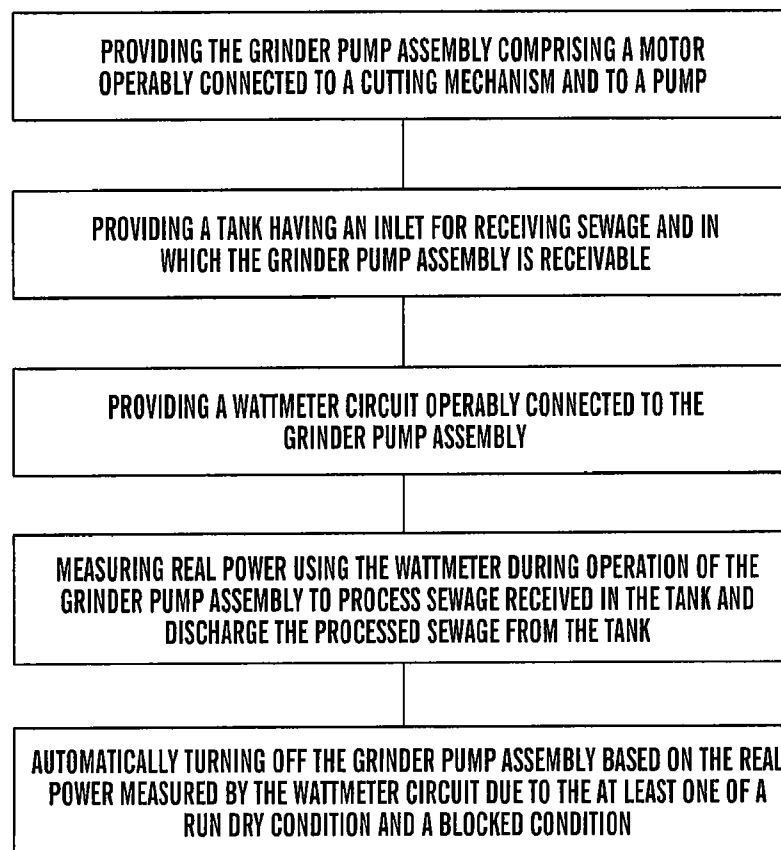 PROVIDING THE GRINDER PUMP ASSEMBLY COMPRISING A MOTOR
OPERABLY CONNECTED TO A CUTTING MECHANISM AND TO A PUMP
PROVIDING A TANK HAVING AN INLET FOR RECEIVING SEWAGE AND IN
WHICH THE GRINDER PUMP ASSEMBLY IS RECEIVABLE
PROVIDING A WATTMETER CIRCUIT OPERABLY CONNECTED TO THE
GRINDER PUMP ASSEMBLY
MEASURING REAL POWER USING THE WATTMETER DURING OPERATION OF THE
GRINDER PUMP ASSEMBLY TO PROCESS SEWAGE RECEIVED IN THE TANK AND
DISCHARGE THE PROCESSED SEWAGE FROM THE TANK
AUTOMATICALLY TURNING OFF THE GRINDER PUMP ASSEMBLY BASED ON THE REAL
POWER MEASURED BY THE WATTMETER CIRCUIT DUE TO THE AT LEAST ONE OF A
RUN DRY CONDITION AND A BLOCKED CONDITION